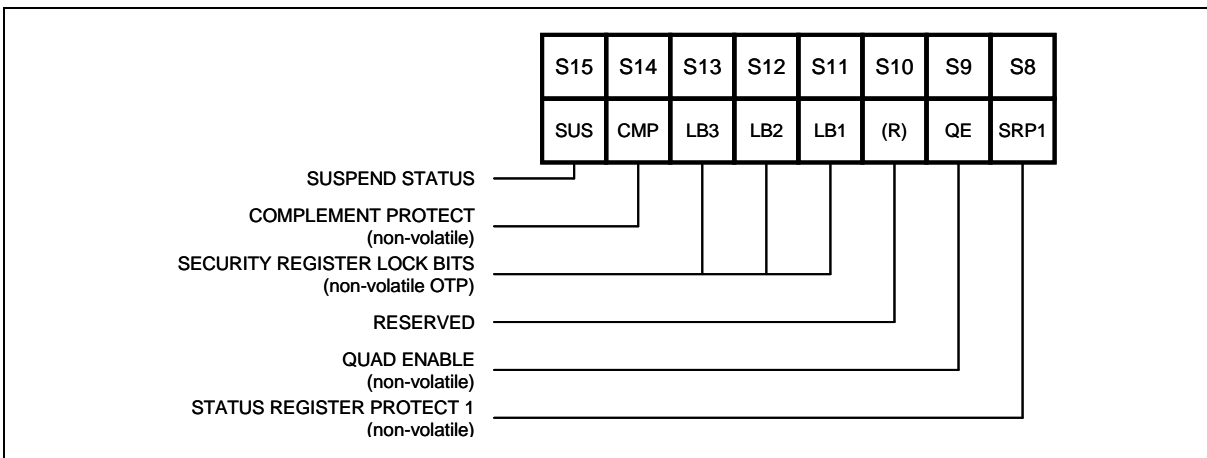 S15 S14 S13 S12 S11 S10 S9 S8
SUS CMP LB3 LB2 LB1 (R) QE SRP1
SUSPEND STATUS
COMPLEMENT PROTECT
(non-volatile)
SECURITY REGISTER LOCK BITS
(non-volatile OTP)
RESERVED
QUAD ENABLE
(non-volatile)
STATUS REGISTER PROTECT 1
(non-volatile)